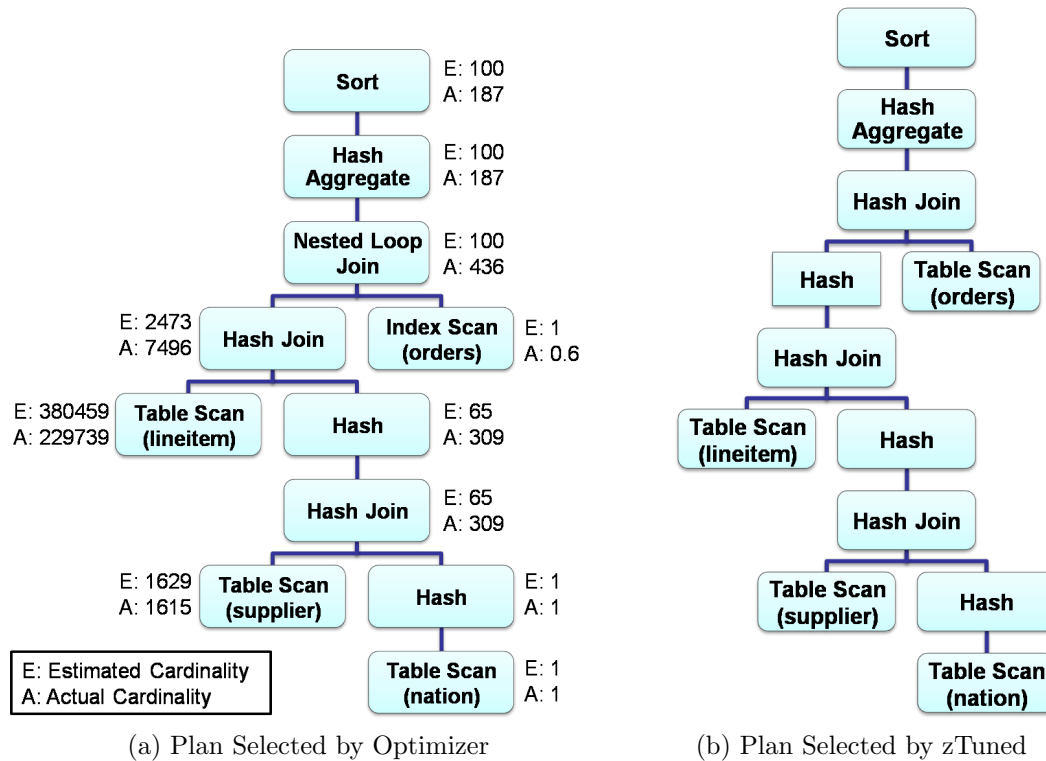 Sort
E: 100
A: 187
Hash
Aggregate
E: 100
A: 187
Nested Loop
Join
E: 100
A: 436
E: 2473
A: 7496
Hash Join
Index Scan
(orders)
E: 1
A: 0.6
E: 380459
A: 229739
Table Scan
(lineitem)
Hash
E: 65
A: 309
Hash Join
E: 65
A: 309
E: 1629
A: 1615
Table Scan
(supplier)
Hash
E: 1
A: 1
Table Scan
(nation)
E: 1
A: 1
E: Estimated Cardinality
A: Actual Cardinality
(a) Plan Selected by Optimizer
Sort
Hash
Aggregate
Hash Join
Hash
Table Scan
(orders)
Hash Join
Table Scan
(lineitem)
Hash
Hash Join
Table Scan
(supplier)
Hash
Table Scan
(nation)
(b) Plan Selected by zTuned